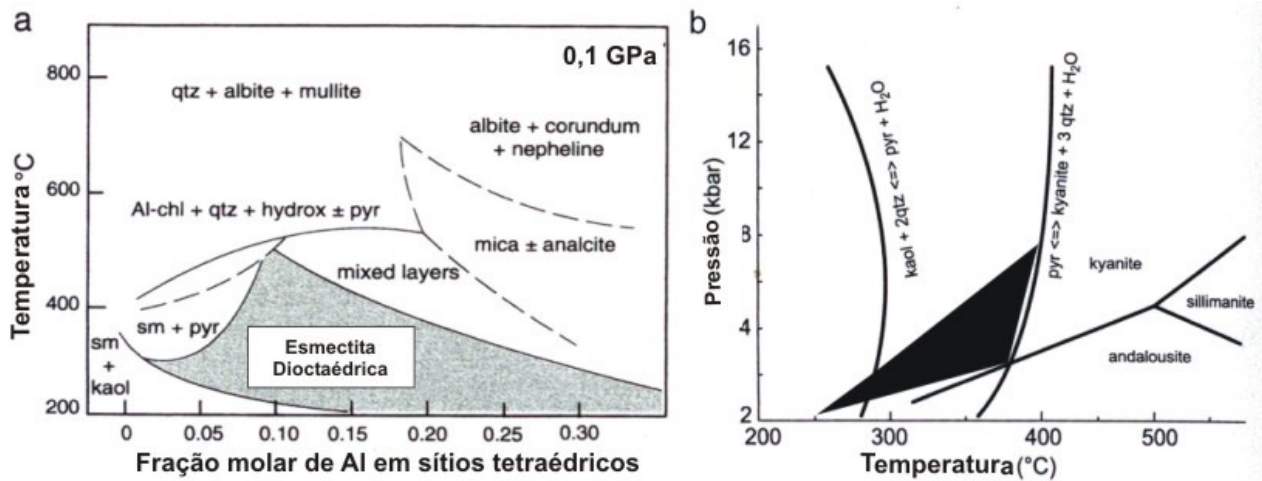 a
0,1 GPa
800
600
400
200
Temperatura °C
qtz + albite + mullite
albite + corundum
+ nepheline
Al-chl + qtz + hydrox ± pyr
mica ± analcite
mixed layers
sm + pyr
sm
+
kaol
Esmectita
Dioctaédrica
0 0.05 0.10 0.15 0.20 0.25 0.30
Fração molar de Al em sítios tetraédricos
b
16
12
8
4
2
Pressão (kbar)
kaol + 2qtz <=> pyr + H₂O
pyr <=> kyanite + 3 qtz + H₂O
kyanite
sillimanite
andalousite
200 300 400 500
Temperatura (°C)